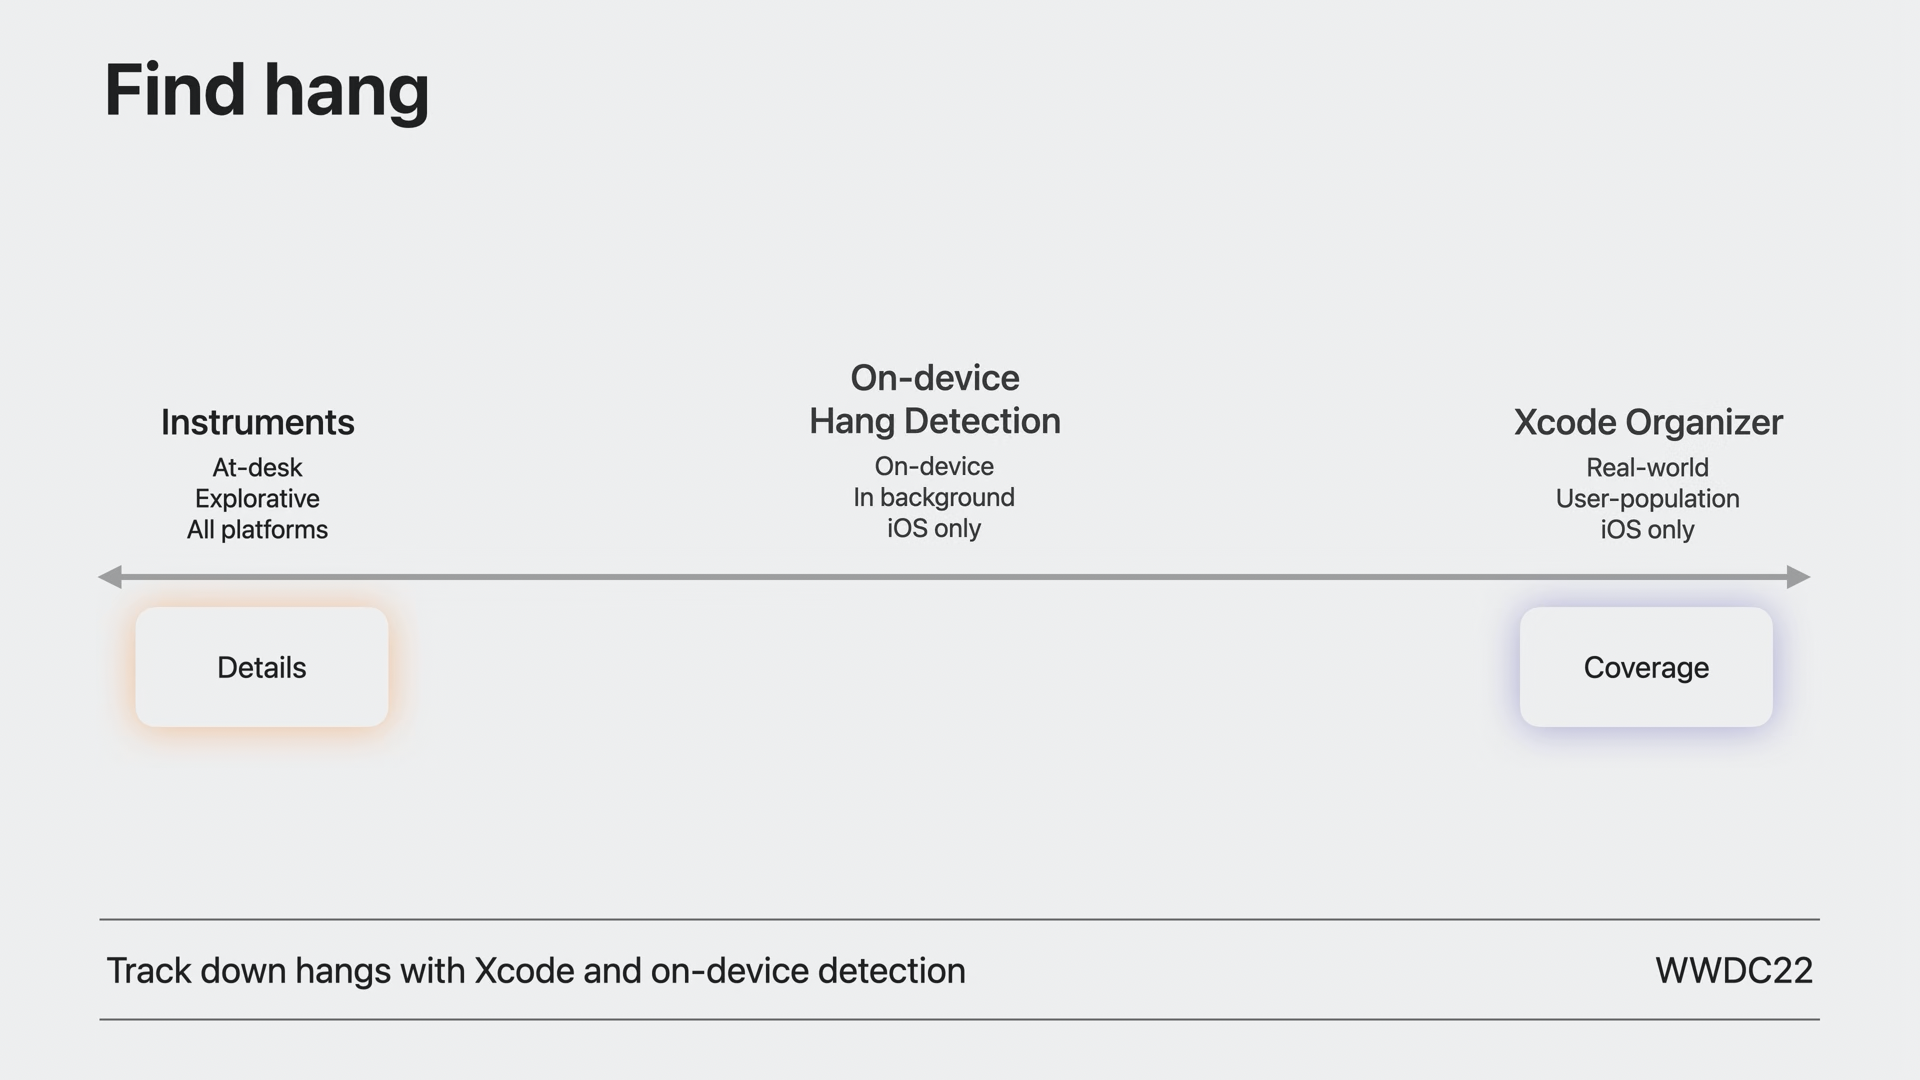 Find hang
Instruments
At-desk
Explorative
All platforms
On-device
Hang Detection
On-device
In background
iOS only
Xcode Organizer
Real-world
User-population
iOS only
Details
Coverage
Track down hangs with Xcode and on-device detection
WWDC22